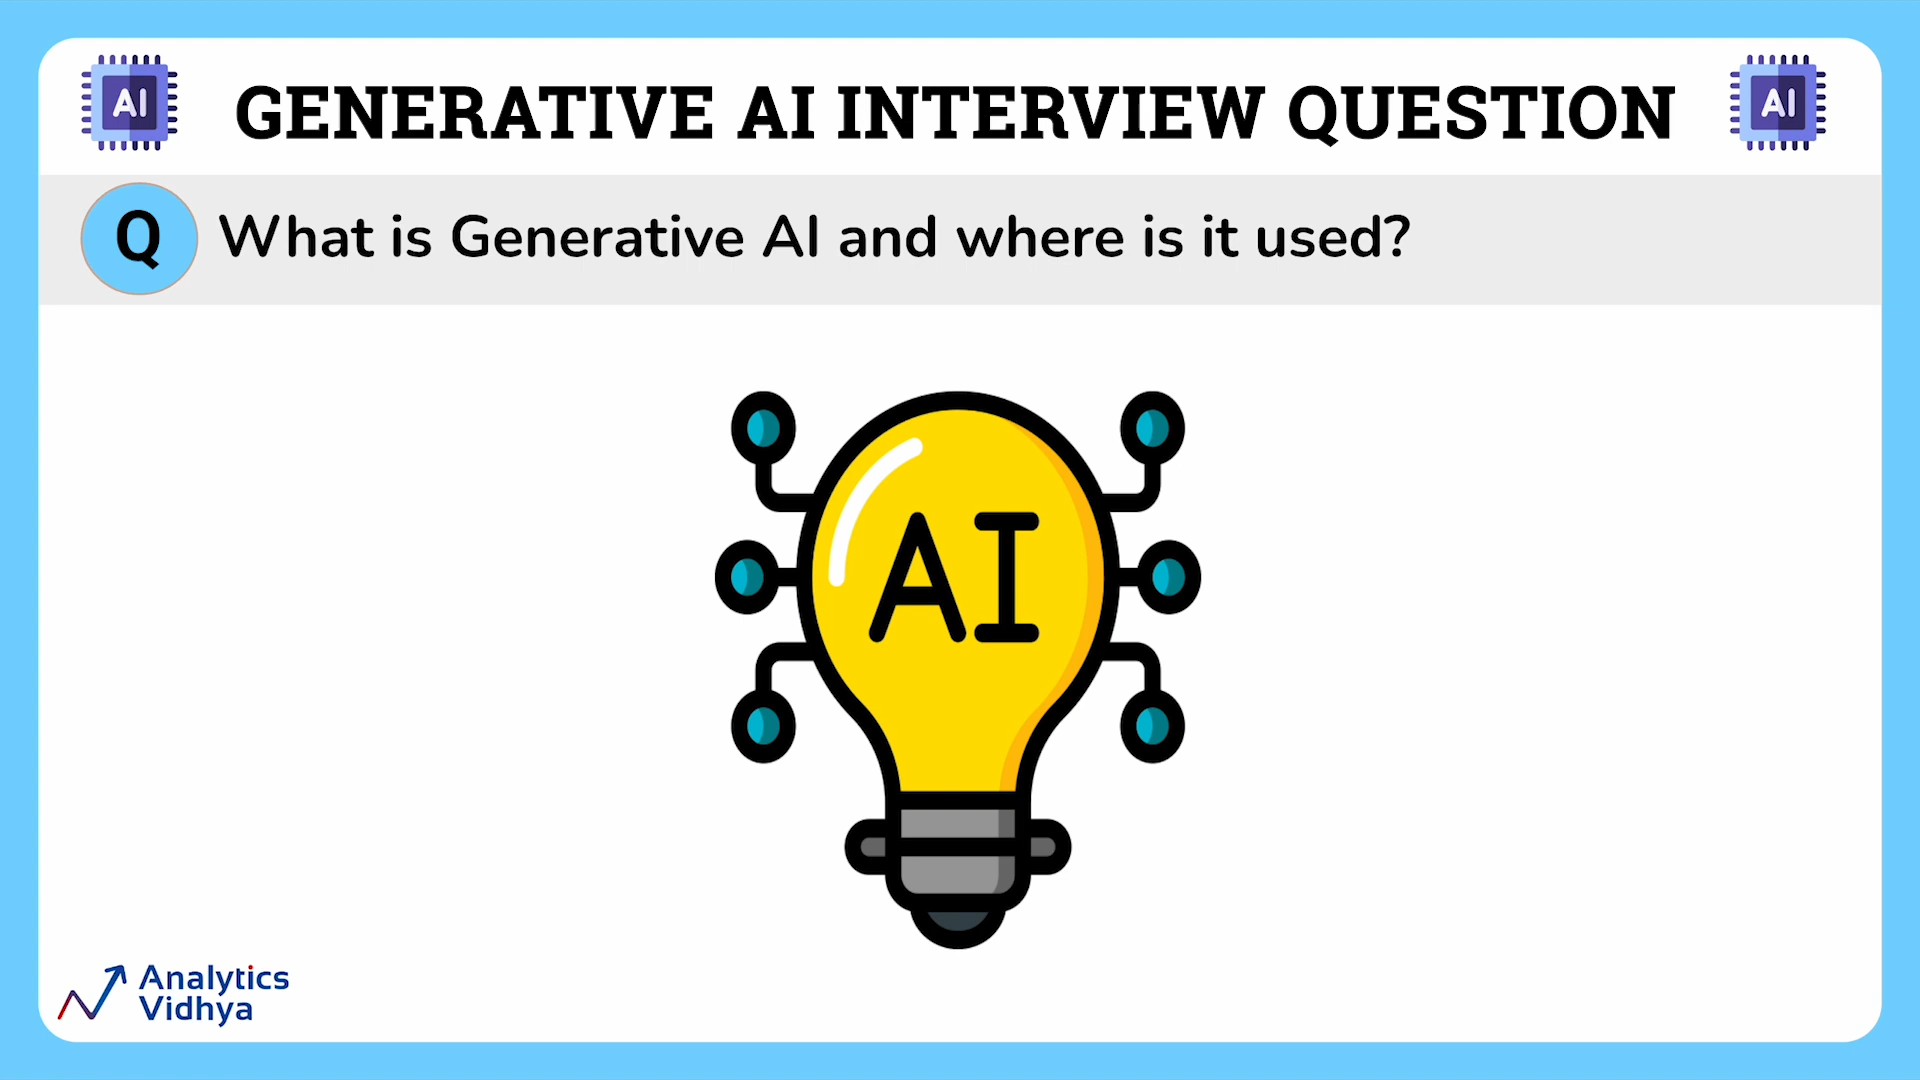 AI
GENERATIVE AI INTERVIEW QUESTION
AI
Q
What is Generative AI and where is it used?
AI
Analytics
Vidhya